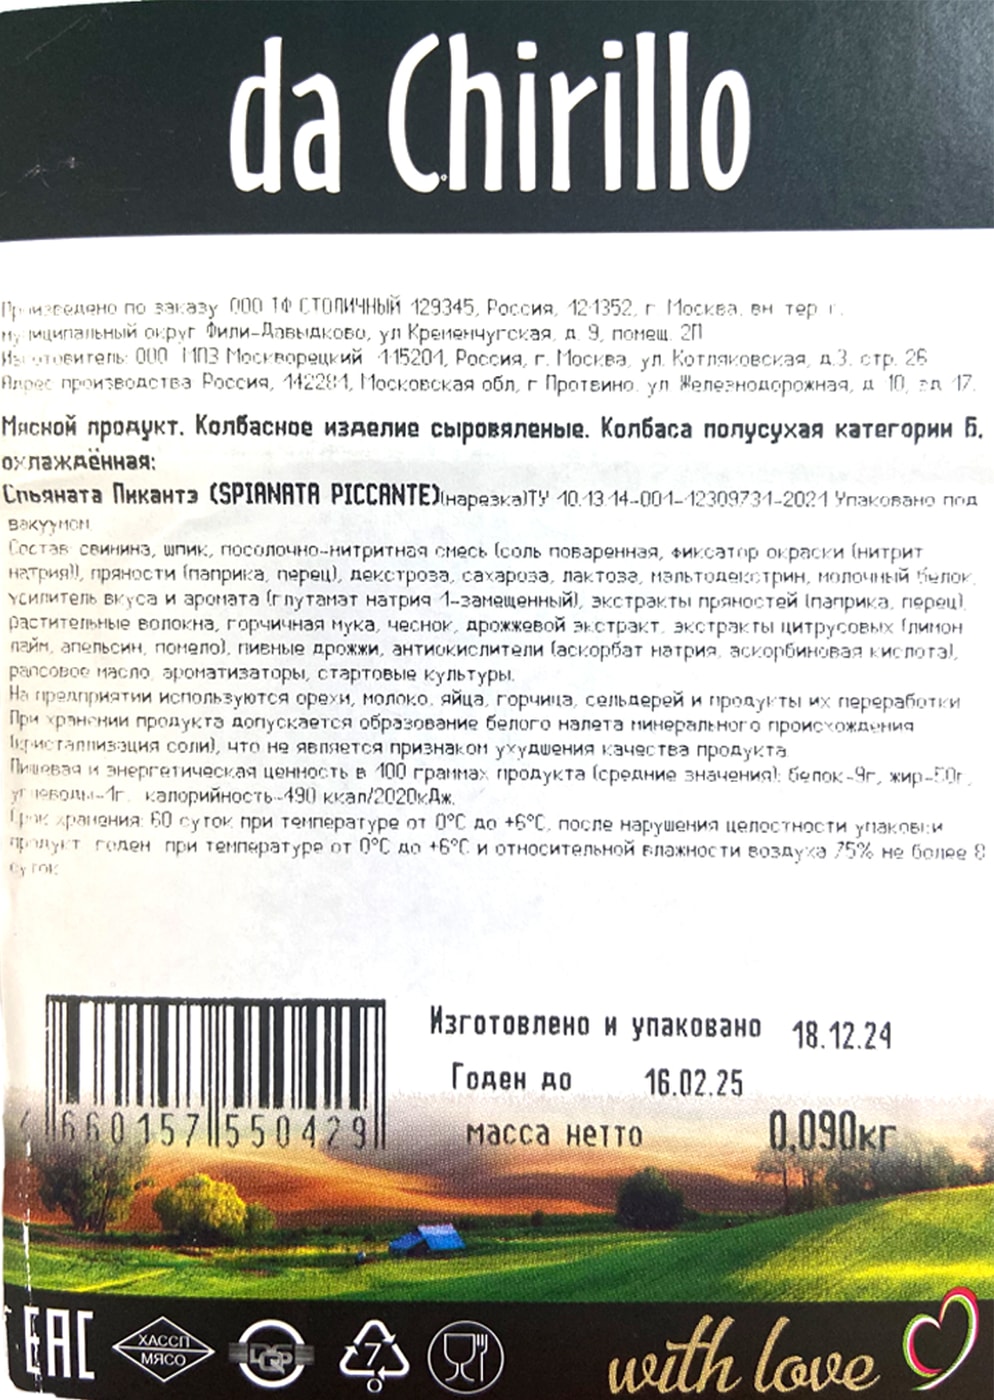 da Chirillo
Произведено по заказу ООО ТФ СТОЛИЧНЫЙ 129345, Россия, 121352, г Москва, вн тер г.
муниципальный округ Фили-Давыдково, ул Кременчугская, д. 9, помещ. 2П
Изготовитель: ООО МПЗ Москворецкий 115201, Россия, г. Москва, ул. Котляковская, д.3, стр. 26
Адрес производства Россия, 142281, Московская обл, г Протвино, ул Железнодорожная, д 10, зд 17.
Мясной продукт. Колбасное изделие сыровяленые. Колбаса полусухая категории Б,
охлаждённая:
Спьяната Пиканте (SPIANATA PICCANTE)(нарезка)ТУ 10.13.14-001-12309731-2021 Упаковано под
вакуумом
Состав: свинина, шпик, посолочно-нитритная смесь (соль поваренная, фиксатор окраски (нитрит
натрия)), пряности (паприка, перец), декстроза, сахароза, лактоза, мальтодекстрин, молочный белок,
усилитель вкуса и аромата (глутамат натрия 1-замещенный), экстракты пряностей (паприка, перец),
растительные волокна, горчичная мука, чеснок, дрожжевой экстракт, экстракты цитрусовых (лимон
лайм, апельсин, помело), пивные дрожжи, антиокислители (аскорбат натрия, аскорбиновая кислота),
рапсовое масло, ароматизаторы, стартовые культуры.
На предприятии используются орехи, молоко, яйца, горчица, сельдерей и продукты их переработки
При хранении продукта допускается образование белого налета минерального происхождения
(кристаллизация соли), что не является признаком ухудшения качества продукта.
Пищевая и энергетическая ценность в 100 граммах продукта (средние значения): белок-9г, жир-50г,
углеводы-1г, калорийность-490 ккал/2020кДж.
Срок хранения: 60 суток при температуре от 0°С до +6°С, после нарушения целостности упаковки
продукт годен при температуре от 0°С до +6°С и относительной влажности воздуха 75% не более 8
суток
Изготовлено и упаковано 18.12.24
Годен до 16.02.25
масса нетто 0,090кг
4 660157 550429
EAC
ХАССП
МЯСО
LQP
7
O
with love